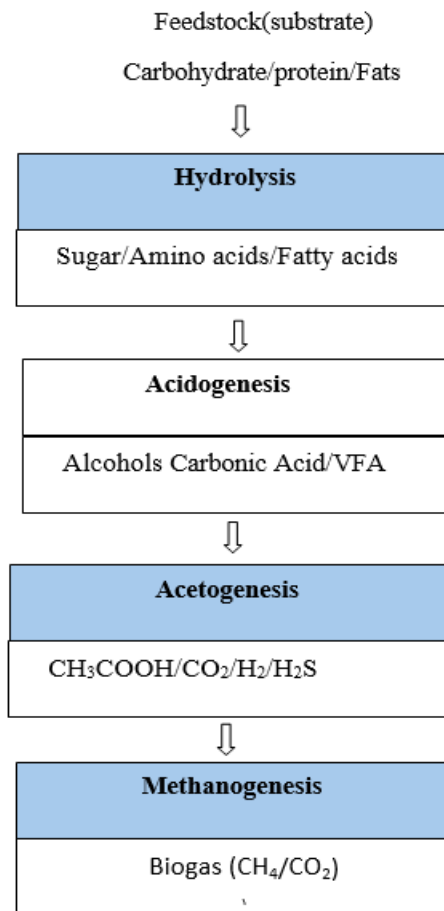 Feedstock(substrate)
Carbohydrate/protein/Fats
Hydrolysis
Sugar/Amino acids/Fatty acids
Acidogenesis
Alcohols Carbonic Acid/VFA
Acetogenesis
CH₃COOH/CO₂/H₂/H₂S
Methanogenesis
Biogas (CH₄/CO₂)